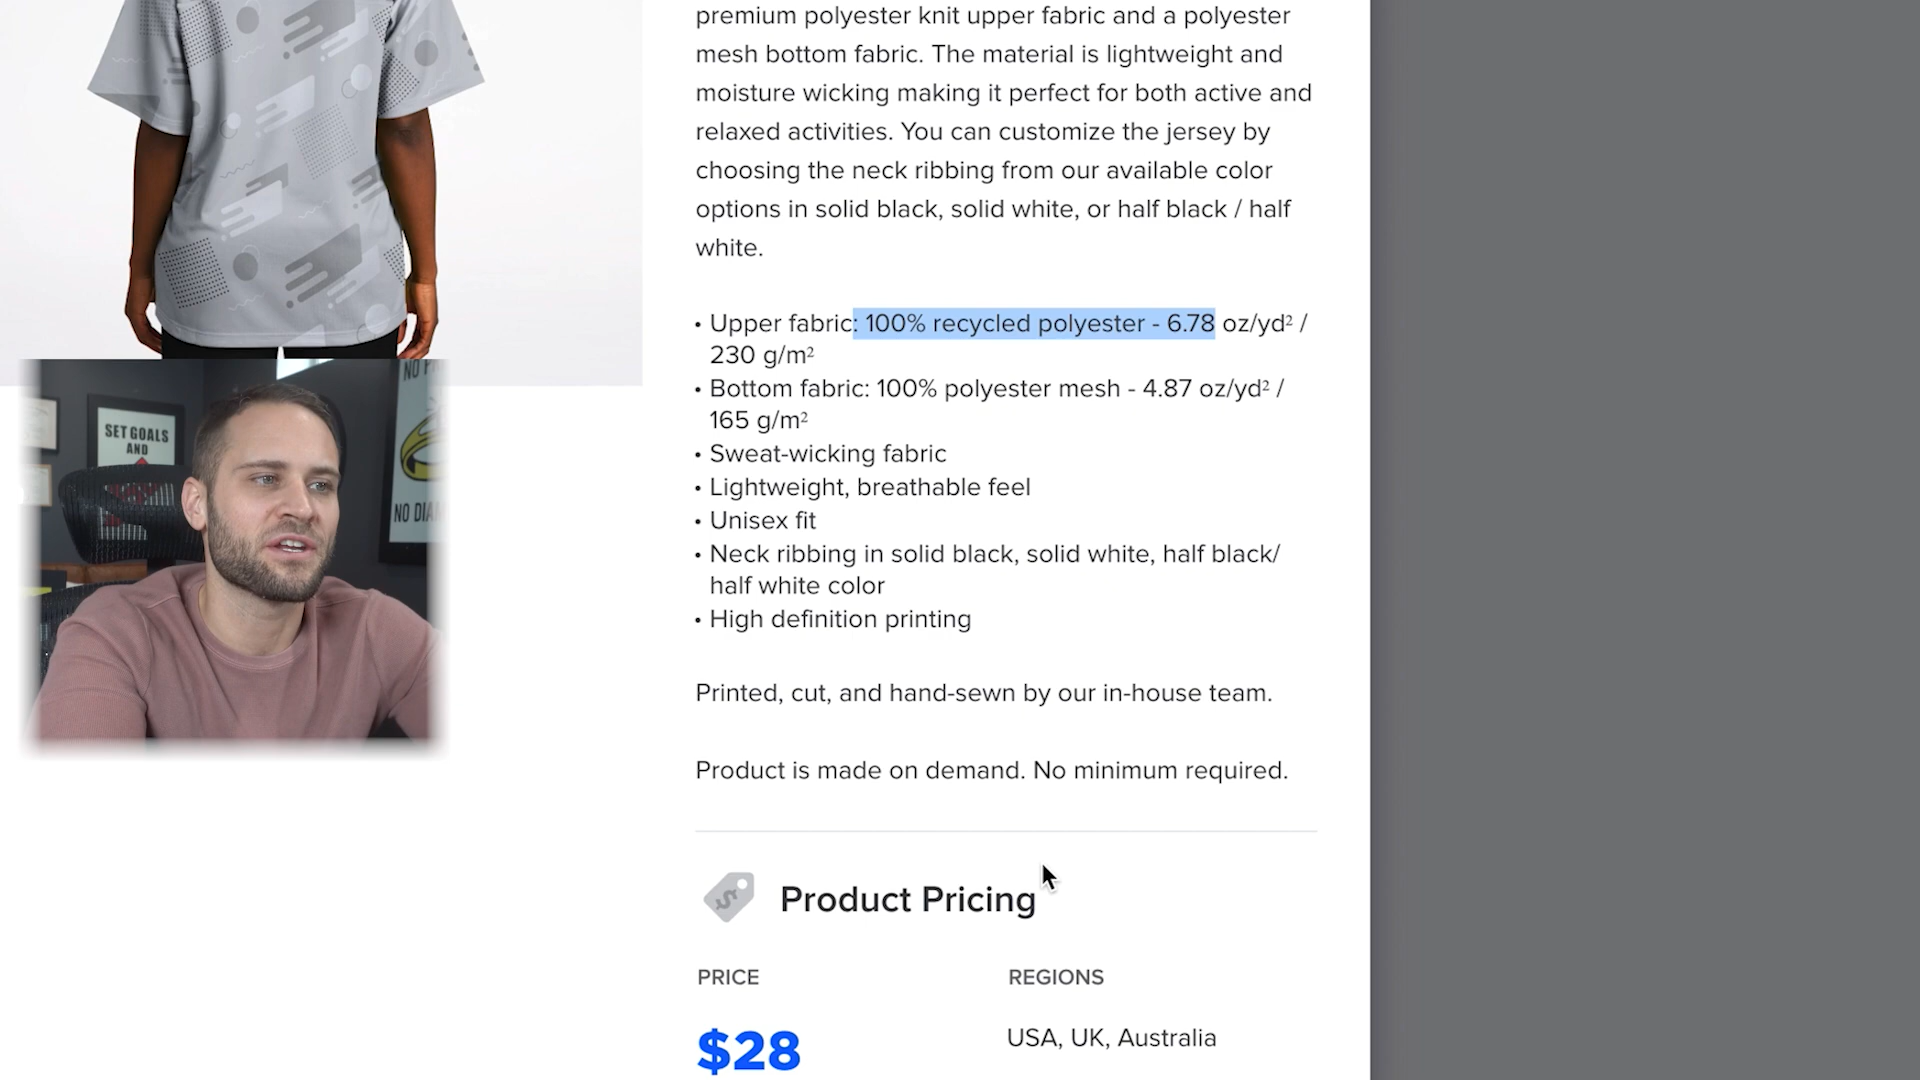 premium polyester knit upper fabric and a polyester
mesh bottom fabric. The material is lightweight and
moisture wicking making it perfect for both active and
relaxed activities. You can customize the jersey by
choosing the neck ribbing from our available color
options in solid black, solid white, or half black / half
white.
• Upper fabric: 100% recycled polyester - 6.78 oz/yd² /
230 g/m²
• Bottom fabric: 100% polyester mesh - 4.87 oz/yd² /
165 g/m²
• Sweat-wicking fabric
• Lightweight, breathable feel
• Unisex fit
• Neck ribbing in solid black, solid white, half black/
half white color
• High definition printing
Printed, cut, and hand-sewn by our in-house team.
Product is made on demand. No minimum required.
$
Product Pricing
PRICE
REGIONS
$28
USA, UK, Australia
SET GOALS
AND
NO
NO